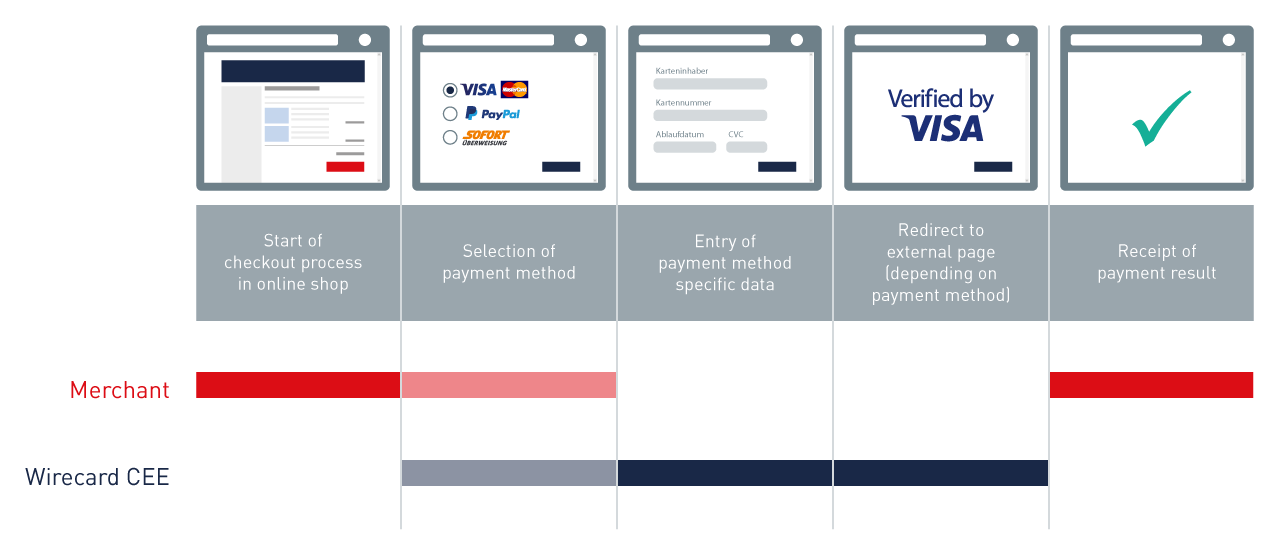 VISA MasterCard
PayPal
SOFORT
ÜBERWEISUNG
Karteninhaber
Kartennummer
Ablaufdatum CVC
Verified by
VISA
Start of
checkout process
in online shop
Selection of
payment method
Entry of
payment method
specific data
Redirect to
external page
(depending on
payment method)
Receipt of
payment result
Merchant
Wirecard CEE